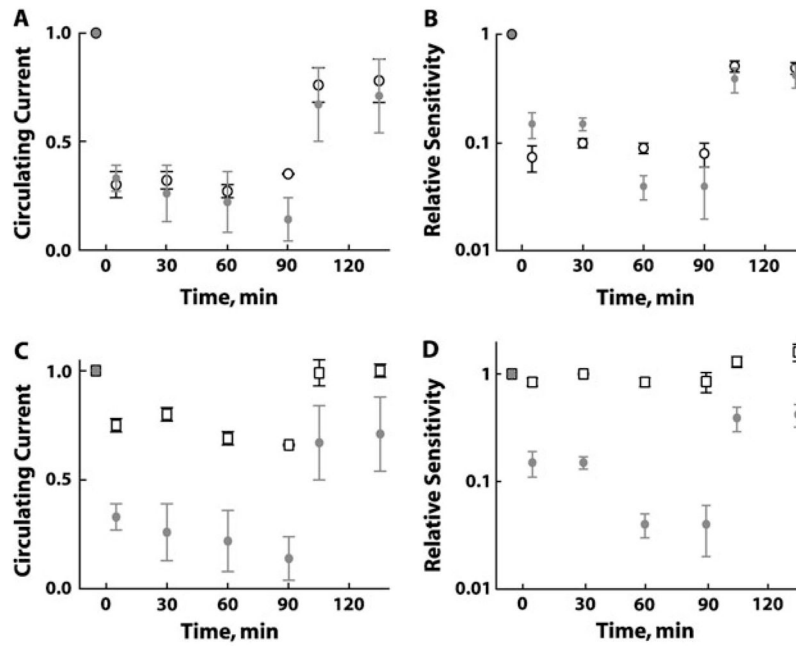 A
Circulating Current
1.0
0.5
0.0
0 30 60 90 120
Time, min
B
Relative Sensitivity
1
0.1
0.01
0 30 60 90 120
Time, min
C
Circulating Current
1.0
0.5
0.0
0 30 60 90 120
Time, min
D
Relative Sensitivity
1
0.1
0.01
0 30 60 90 120
Time, min